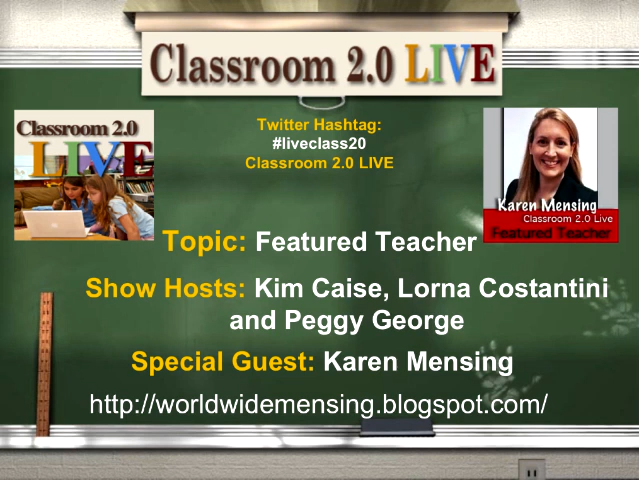 Classroom 2.0 LIVE
Classroom 2.0
LIVE
Twitter Hashtag:
#liveclass20
Classroom 2.0 LIVE
Karen Mensing
Classroom 2.0 Live
Featured Teacher
Topic: Featured Teacher
Show Hosts: Kim Caise, Lorna Costantini
and Peggy George
Special Guest: Karen Mensing
http://worldwidemensing.blogspot.com/